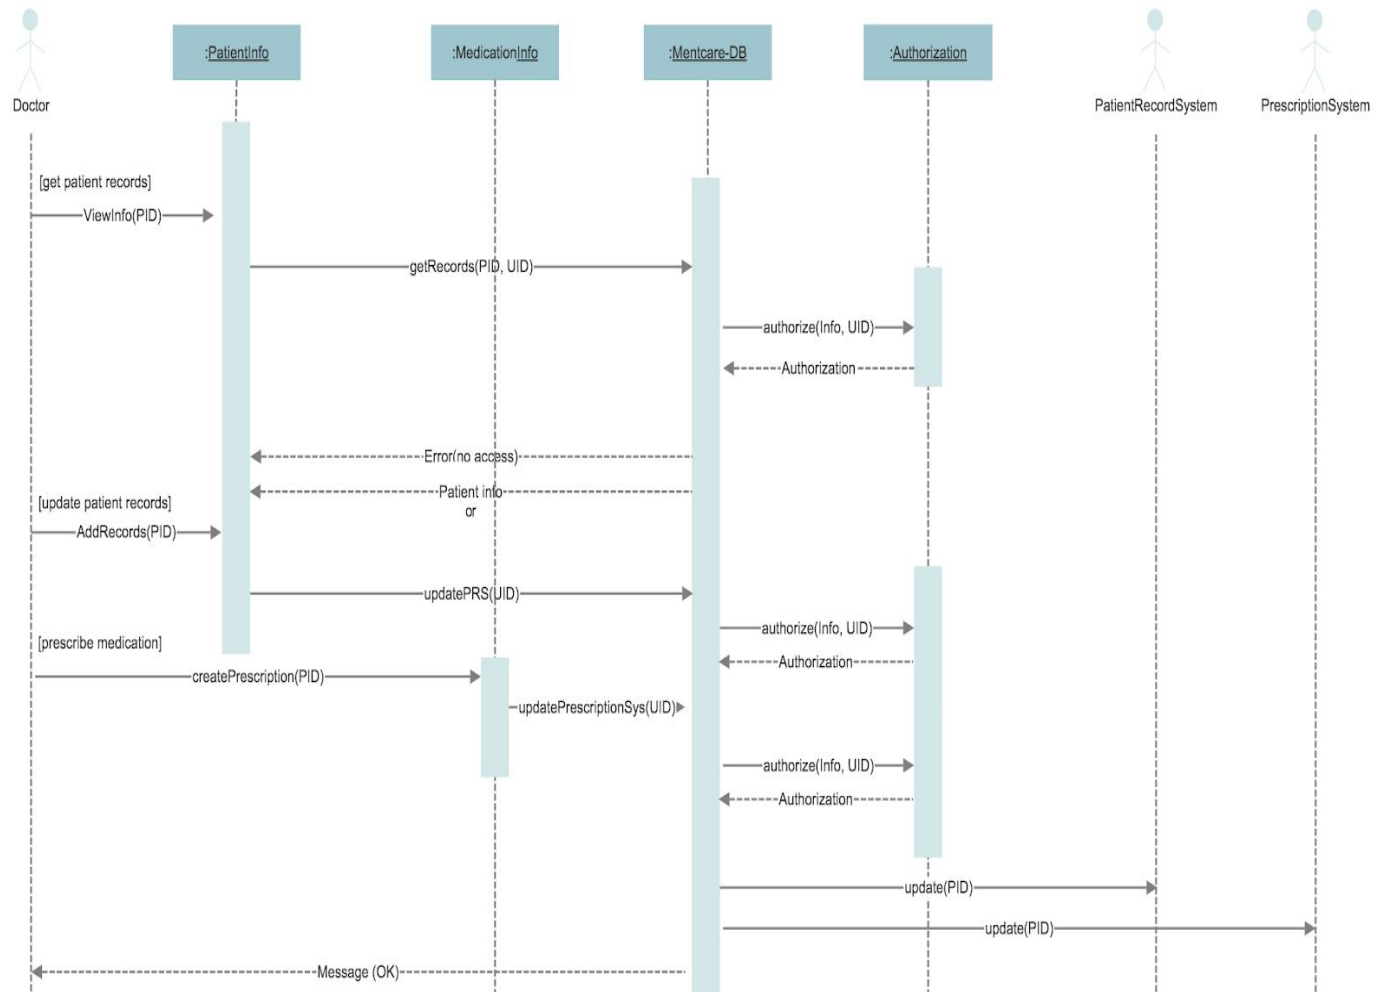 :PatientInfo
:MedicationInfo
:Mentcare-DB
:Authorization
Doctor
PatientRecordSystem
PrescriptionSystem
[get patient records]
ViewInfo(PID)
getRecords(PID, UID)
authorize(Info, UID)
Authorization
Error(no access)
Patient info
or
[update patient records]
AddRecords(PID)
updatePRS(UID)
authorize(Info, UID)
[prescribe medication]
Authorization
createPrescription(PID)
updatePrescriptionSys(UID)
authorize(Info, UID)
Authorization
update(PID)
update(PID)
Message (OK)